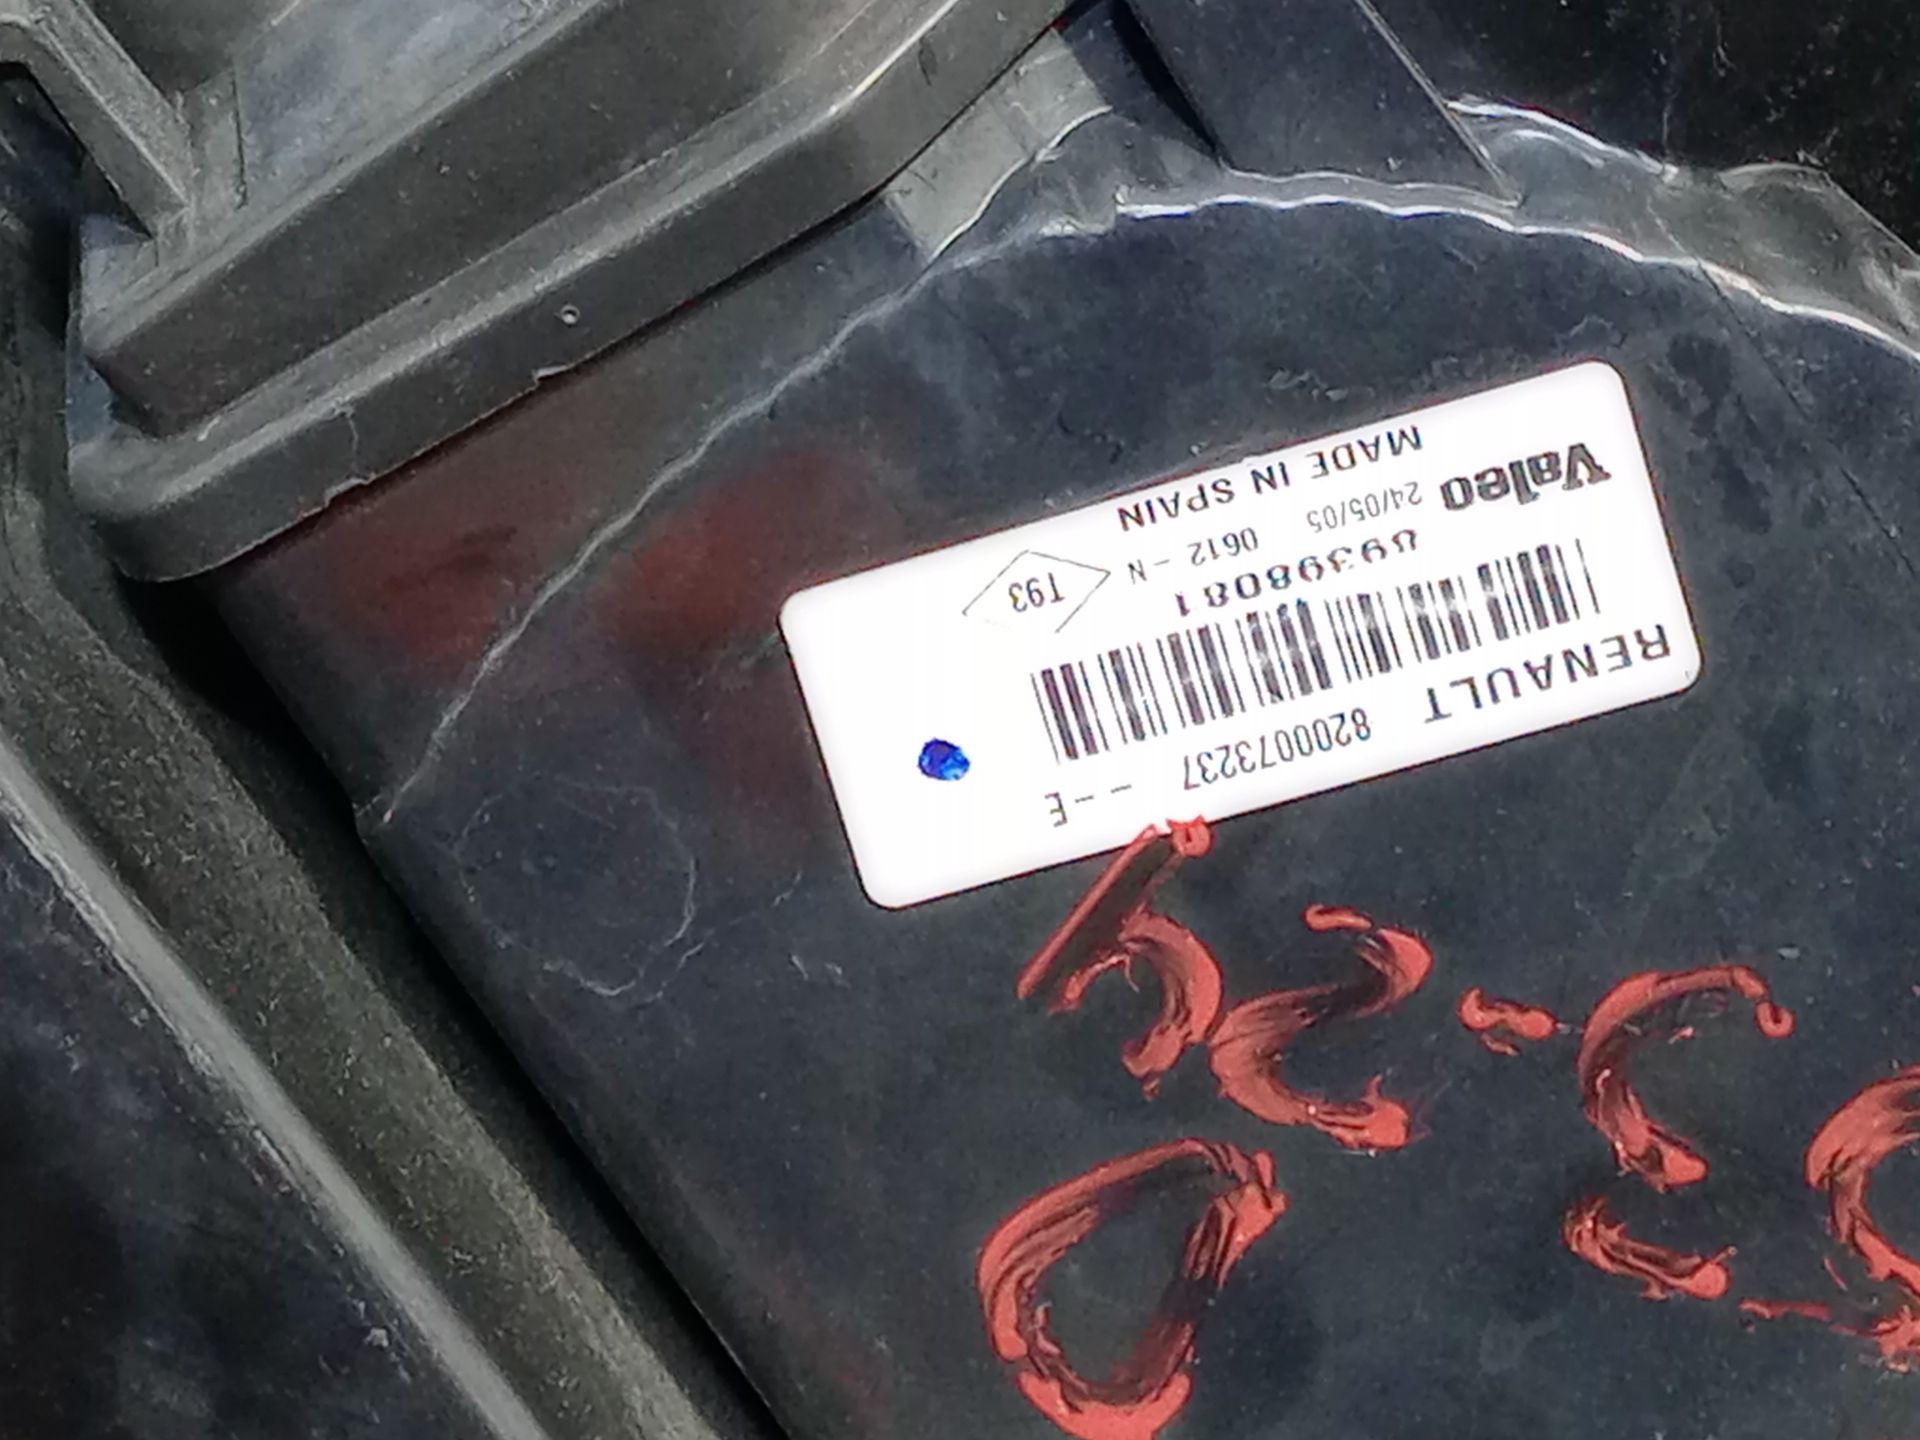 RENAULT 8200073237 - - -E
89398081
Valeo 24/05/05 0612 - N T93
MADE IN SPAIN